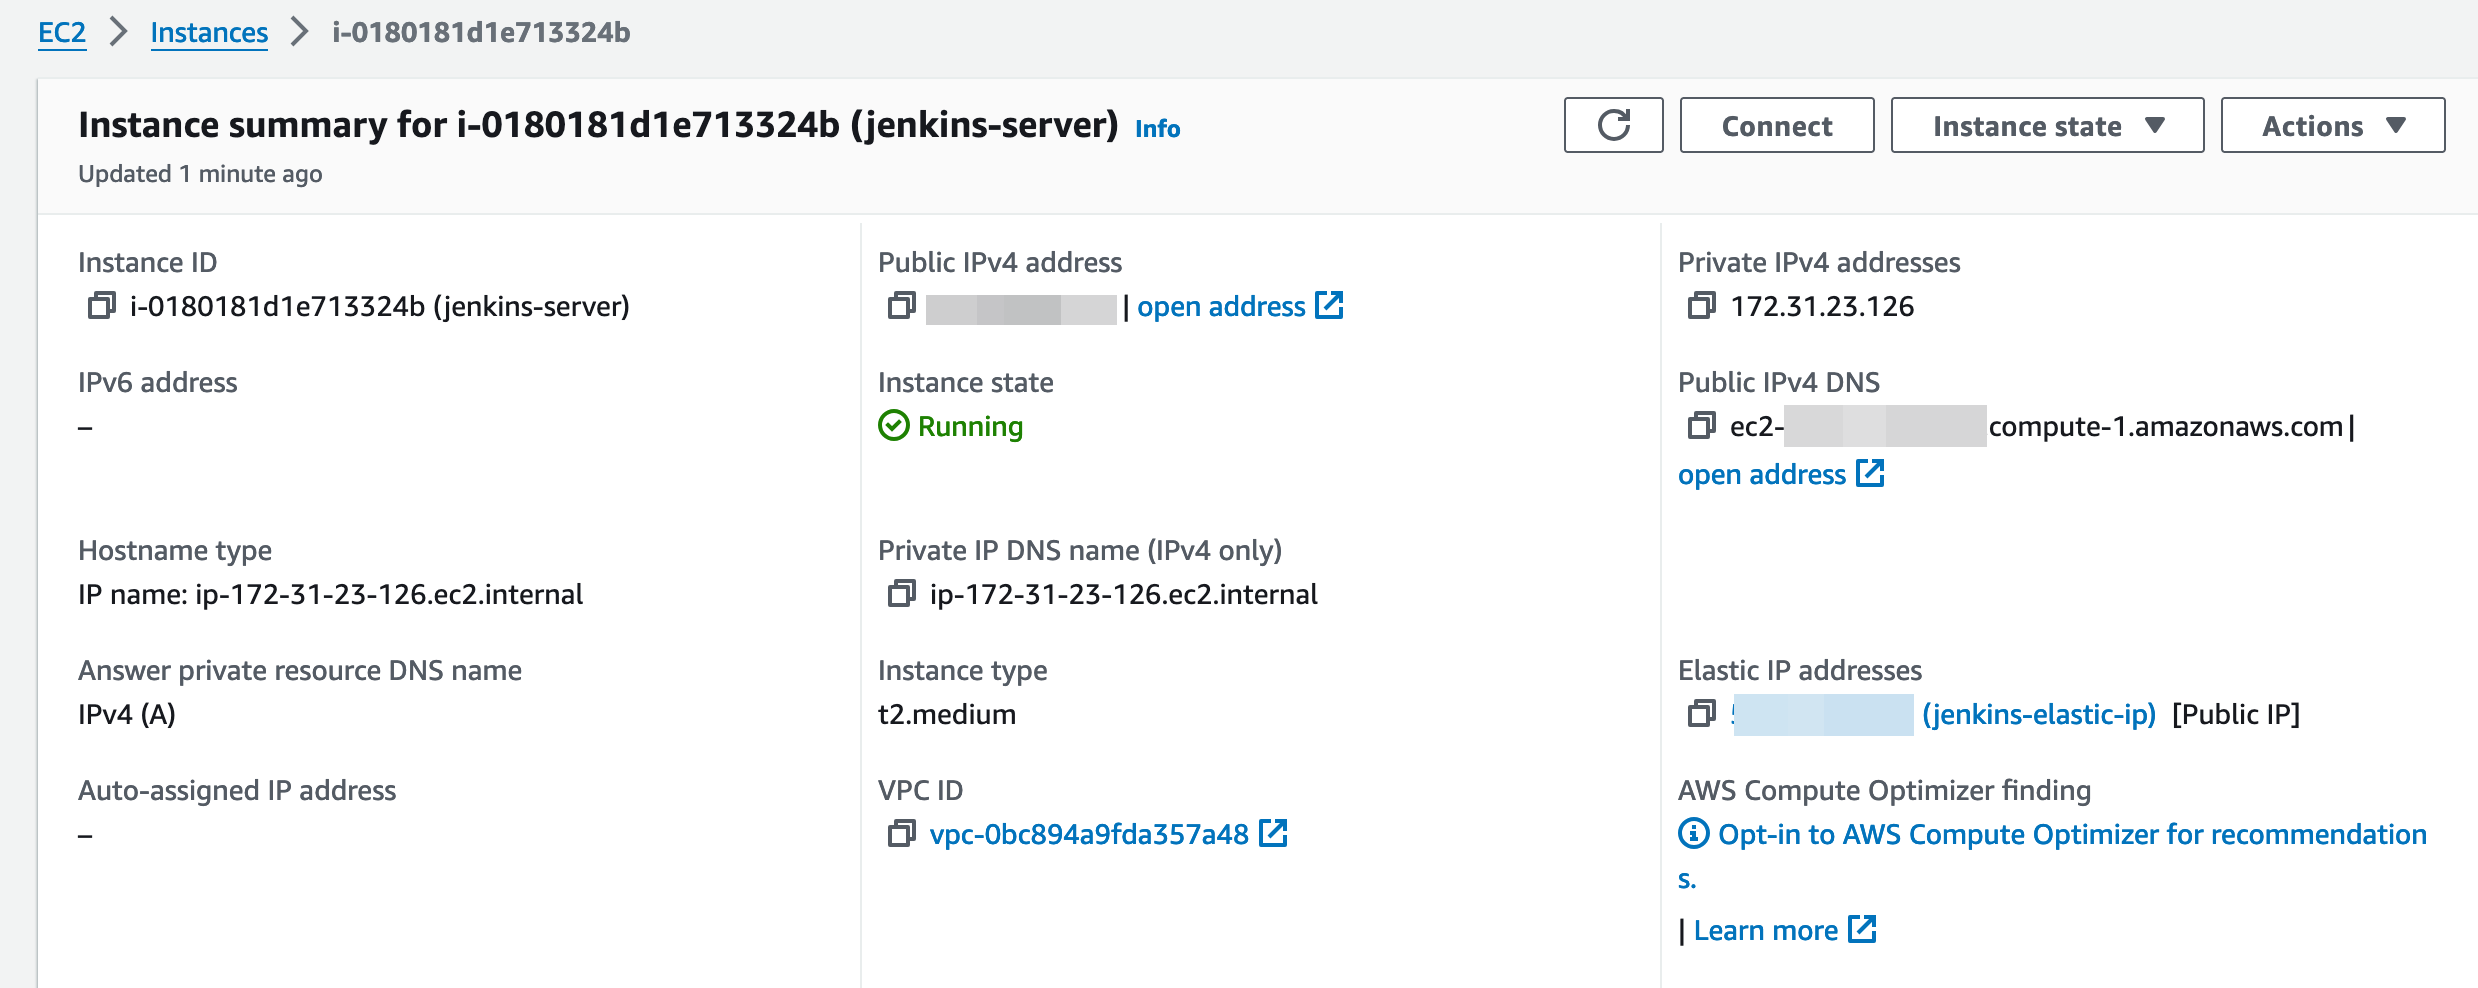 EC2 > Instances > i-0180181d1e713324b
Instance summary for i-0180181d1e713324b (jenkins-server) Info
Updated 1 minute ago
Connect
Instance state
Actions
Instance ID
i-0180181d1e713324b (jenkins-server)
Public IPv4 address
| open address
Private IPv4 addresses
172.31.23.126
IPv6 address
–
Instance state
Running
Public IPv4 DNS
ec2- compute-1.amazonaws.com |
open address
Hostname type
IP name: ip-172-31-23-126.ec2.internal
Private IP DNS name (IPv4 only)
ip-172-31-23-126.ec2.internal
Answer private resource DNS name
IPv4 (A)
Instance type
t2.medium
Elastic IP addresses
(jenkins-elastic-ip) [Public IP]
Auto-assigned IP address
–
VPC ID
vpc-0bc894a9fda357a48
AWS Compute Optimizer finding
Opt-in to AWS Compute Optimizer for recommendation
s.
| Learn more